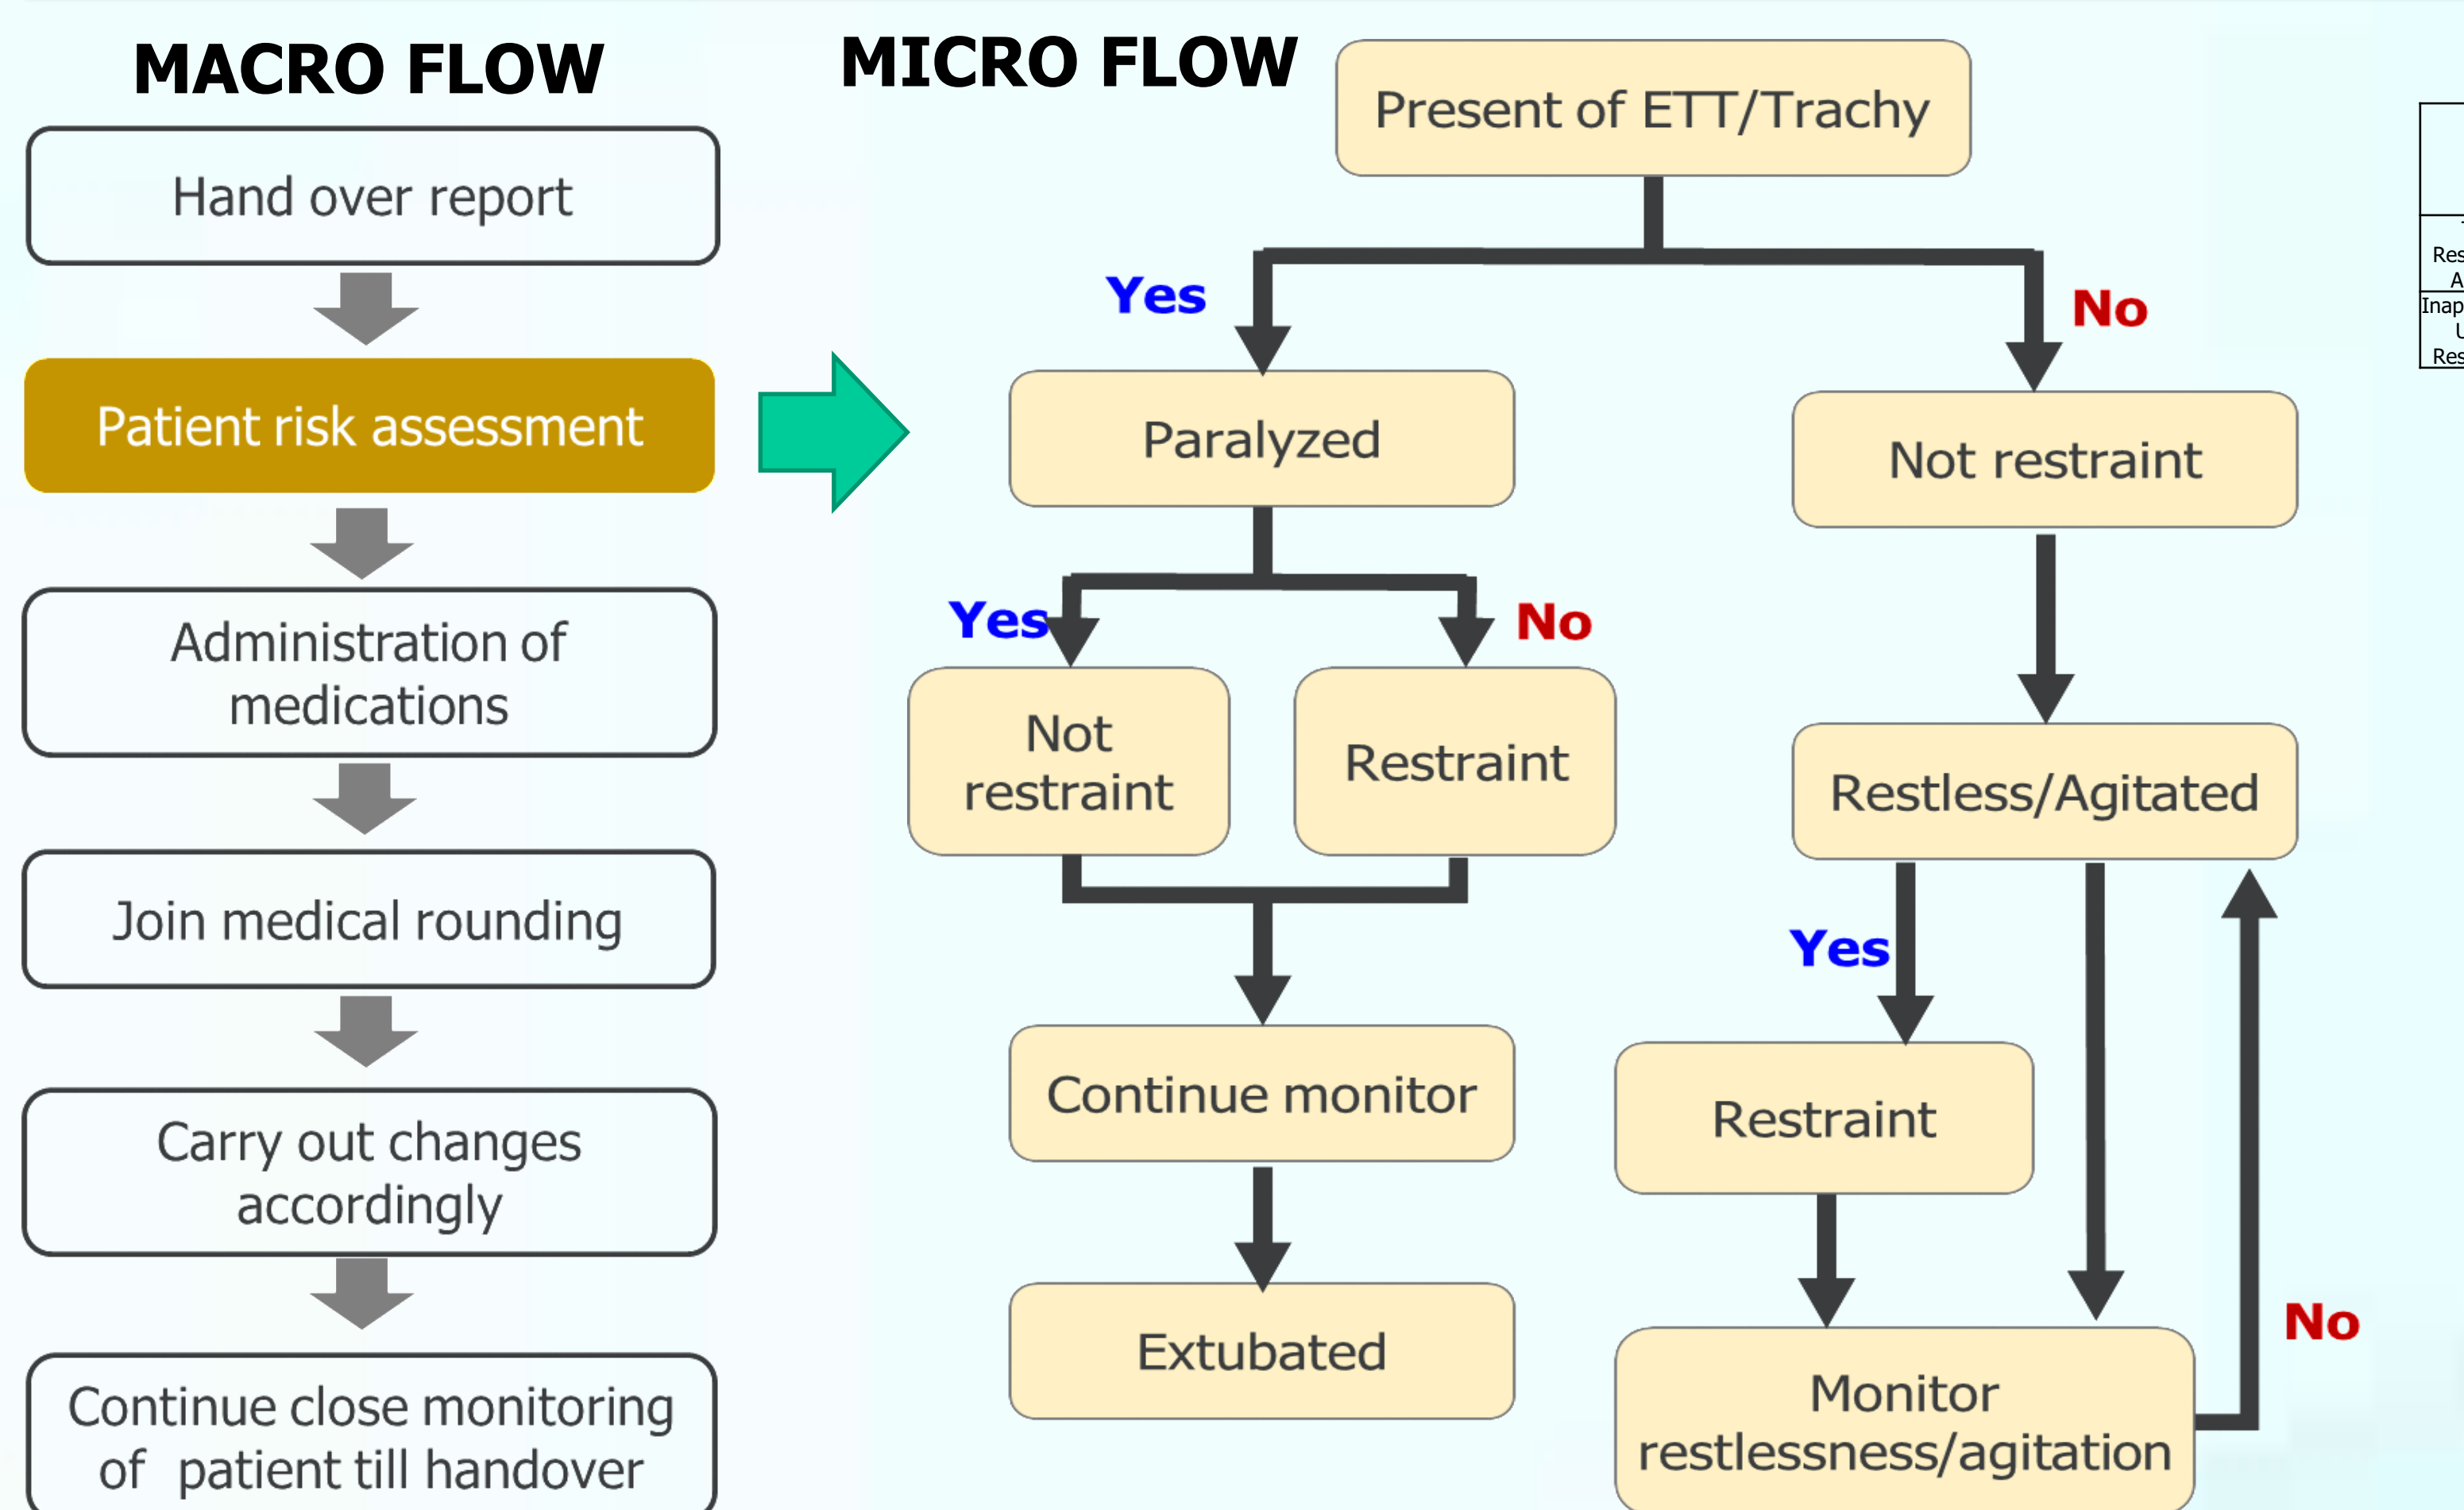 MACRO FLOW
Hand over report
Patient risk assessment
Administration of
medications
Join medical rounding
Carry out changes
accordingly
Continue close monitoring
of patient till handover
MICRO FLOW
Present of ETT/Trachy
Yes
No
Paralyzed
Not restraint
Yes
No
Not
restraint
Restraint
Restless/Agitated
Continue monitor
Yes
Restraint
Extubated
Monitor
restlessness/agitation
No